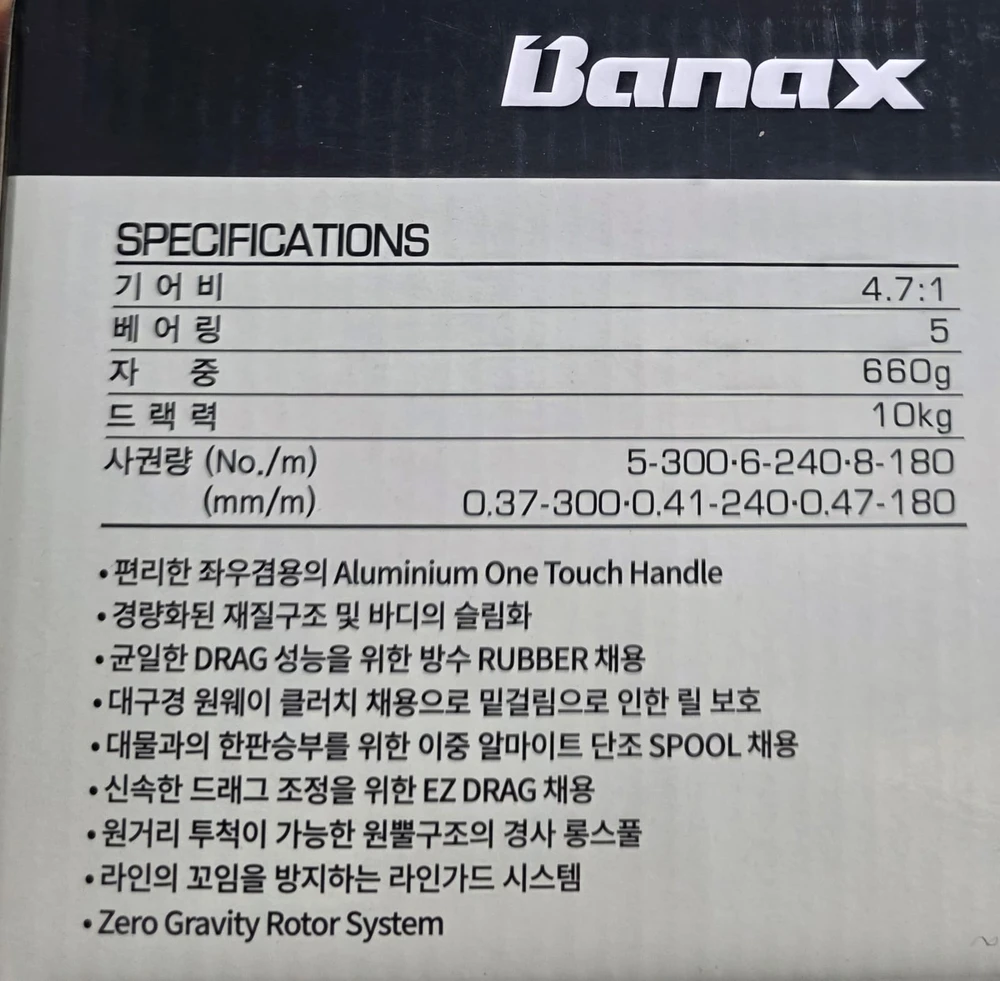 Banax
SPECIFICATIONS
기 어 비 4.7:1
베 어 링 5
자 중 660g
드 랙 력 10kg
사권량 (No./m) 5-300·6-240·8-180
(mm/m) 0.37-300·0.41-240·0.47-180
• 편리한 좌우겸용의 Aluminium One Touch Handle
• 경량화된 재질구조 및 바디의 슬림화
• 균일한 DRAG 성능을 위한 방수 RUBBER 채용
• 대구경 원웨이 클러치 채용으로 밑걸림으로 인한 릴 보호
• 대물과의 한판승부를 위한 이중 알마이트 단조 SPOOL 채용
• 신속한 드래그 조정을 위한 EZ DRAG 채용
• 원거리 투척이 가능한 원뿔구조의 경사 롱스풀
• 라인의 꼬임을 방지하는 라인가드 시스템
• Zero Gravity Rotor System